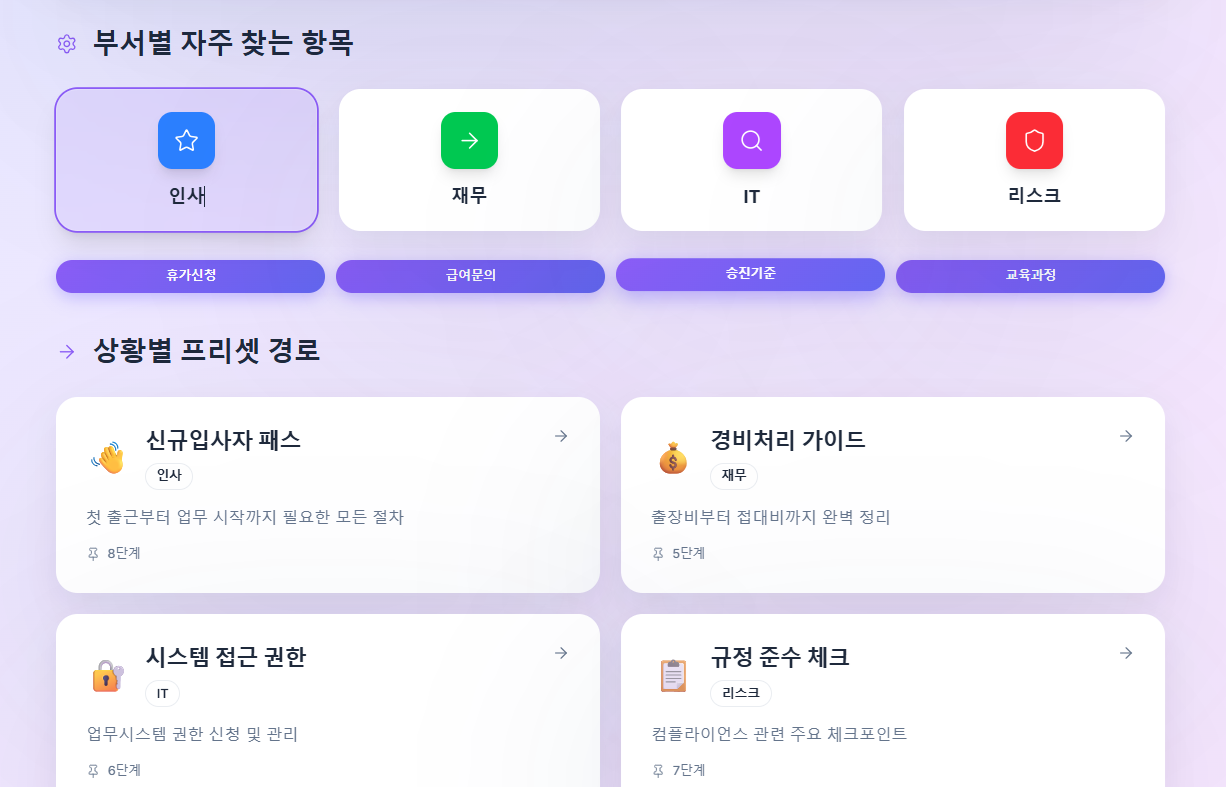 부서별 자주 찾는 항목
인사
재무
IT
리스크
휴가신청
급여문의
승진기준
교육과정
상황별 프리셋 경로
신규입사자 패스
인사
첫 출근부터 업무 시작까지 필요한 모든 절차
8단계
경비처리 가이드
재무
출장비부터 접대비까지 완벽 정리
5단계
시스템 접근 권한
IT
업무시스템 권한 신청 및 관리
6단계
규정 준수 체크
리스크
컴플라이언스 관련 주요 체크포인트
7단계